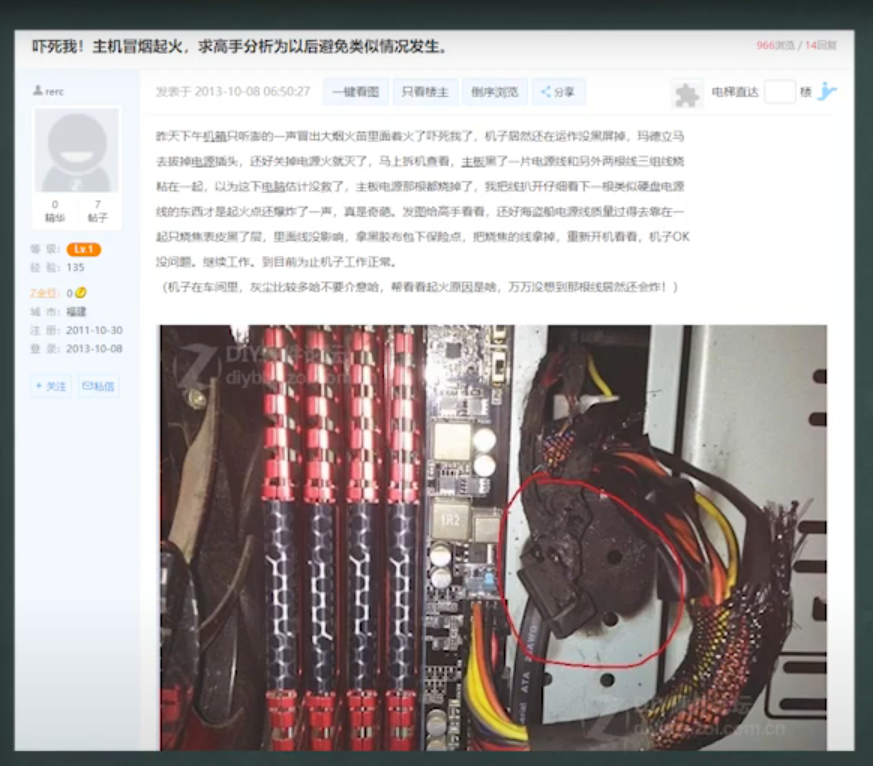 吓死我！主机冒烟起火，求高手分析为以后避免类似情况发生。
966浏览 / 14回复
rerc
发表于 2013-10-08 06:50:27
一键看图
只看楼主
倒序浏览
分享
电梯直达
楼
0
精华
7
帖子
等 级: Lv.1
经 验: 135
Z金豆: 0
城 市: 福建
注 册: 2011-10-30
登 录: 2013-10-08
+ 关注
私信
昨天下午机箱只听澎的一声冒出大烟火苗里面着火了吓死我了，机子居然还在运作没黑屏掉，玛德立马
去拔掉电源插头，还好关掉电源火就灭了，马上拆机查看，主板黑了一片电源线和另外两根线三组线烧
粘在一起，以为这下电脑估计没救了，主板电源那根都烧掉了，我把线扒开仔细看下一根类似硬盘电源
线的东西才是起火点还爆炸了一声，真是奇葩。发图给高手看看，还好海盗船电源线质量过得去靠在一
起只烧焦表皮黑了层，里面线没影响，拿黑胶布包下保险点，把烧焦的线拿掉，重新开机看看，机子OK
没问题。继续工作。到目前为止机子工作正常。
（机子在车间里，灰尘比较多哈不要介意哈，帮看看起火原因是啥，万万没想到那根线居然还会炸！）
1R2
ATA
AWG